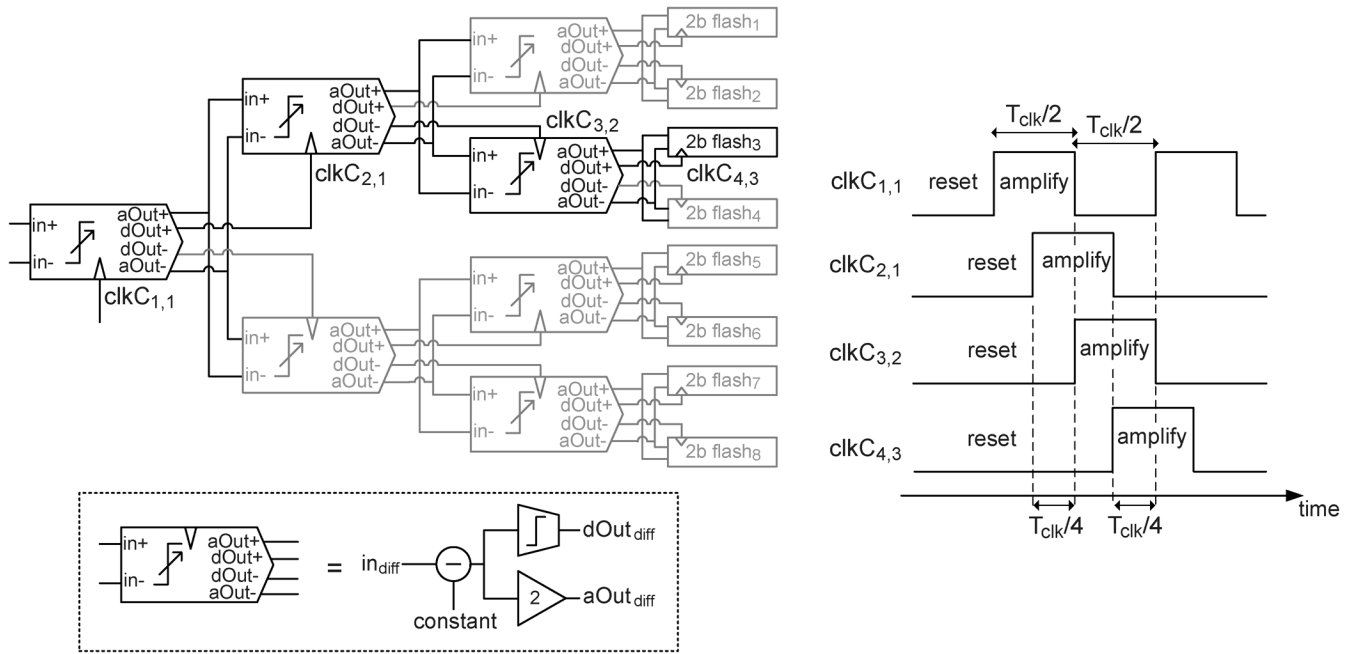 in+
in-
aOut+
dOut+
dOut-
aOut-
clkC1,1
in+
in-
aOut+
dOut+
dOut-
aOut-
clkC2,1
in+
in-
aOut+
dOut+
dOut-
aOut-
in+
in-
aOut+
dOut+
dOut-
aOut-
2b flash1
2b flash2
clkC3,2
in+
in-
aOut+
dOut+
dOut-
aOut-
2b flash3
clkC4,3
2b flash4
in+
in-
aOut+
dOut+
dOut-
aOut-
2b flash5
2b flash6
in+
in-
aOut+
dOut+
dOut-
aOut-
2b flash7
2b flash8
in+
in-
aOut+
dOut+
dOut-
aOut-
=
indiff
−
constant
2
dOutdiff
aOutdiff
Tclk/2
Tclk/2
clkC1,1
reset
amplify
clkC2,1
reset
amplify
clkC3,2
reset
amplify
clkC4,3
reset
amplify
Tclk/4
Tclk/4
time